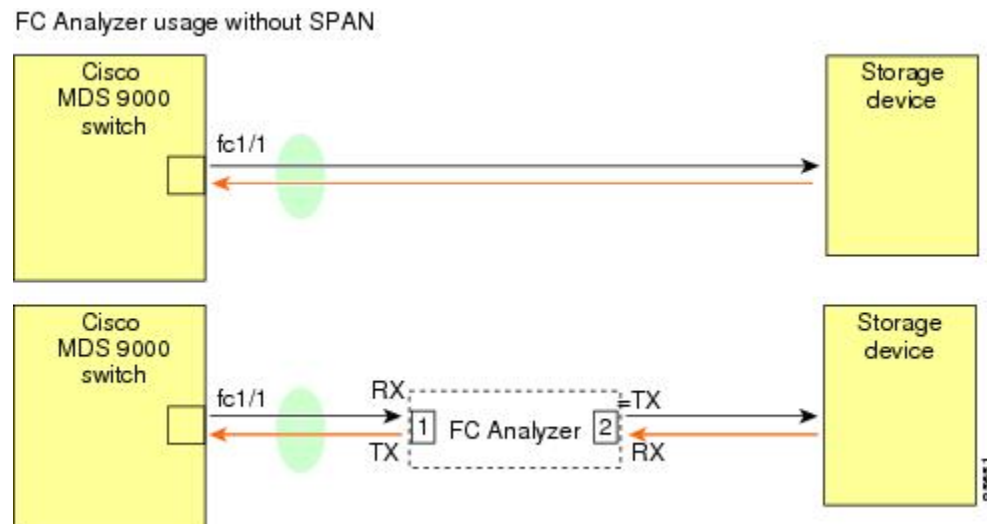 FC Analyzer usage without SPAN
Cisco
MDS 9000
switch
Storage
device
fc1/1
Cisco
MDS 9000
switch
Storage
device
fc1/1
RX
=TX
1
FC Analyzer
2
TX
RX